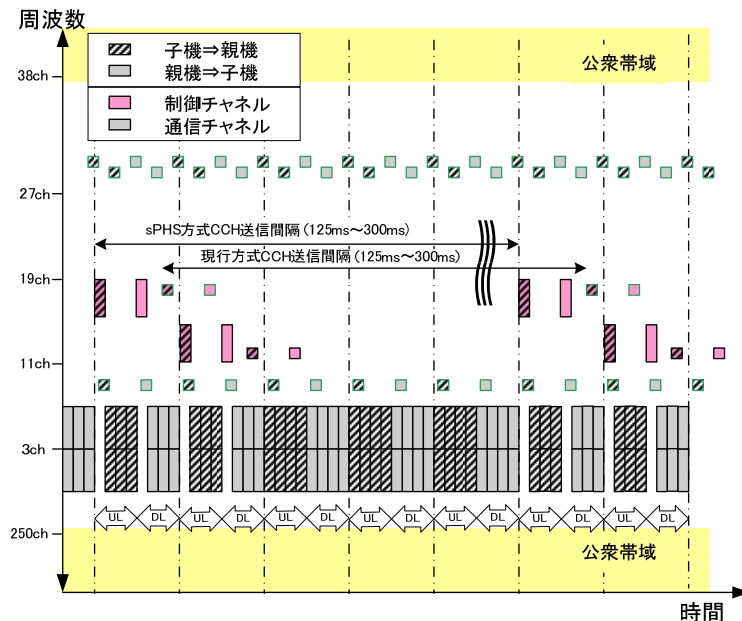 周波数
子機⇒親機
親機⇒子機
制御チャネル
通信チャネル
公衆帯域
38ch
27ch
sPHS方式CCH送信間隔(125ms~300ms)
現行方式CCH送信間隔(125ms~300ms)
19ch
11ch
3ch
UL DL UL DL UL DL UL DL UL DL UL DL UL DL
250ch
公衆帯域
時間